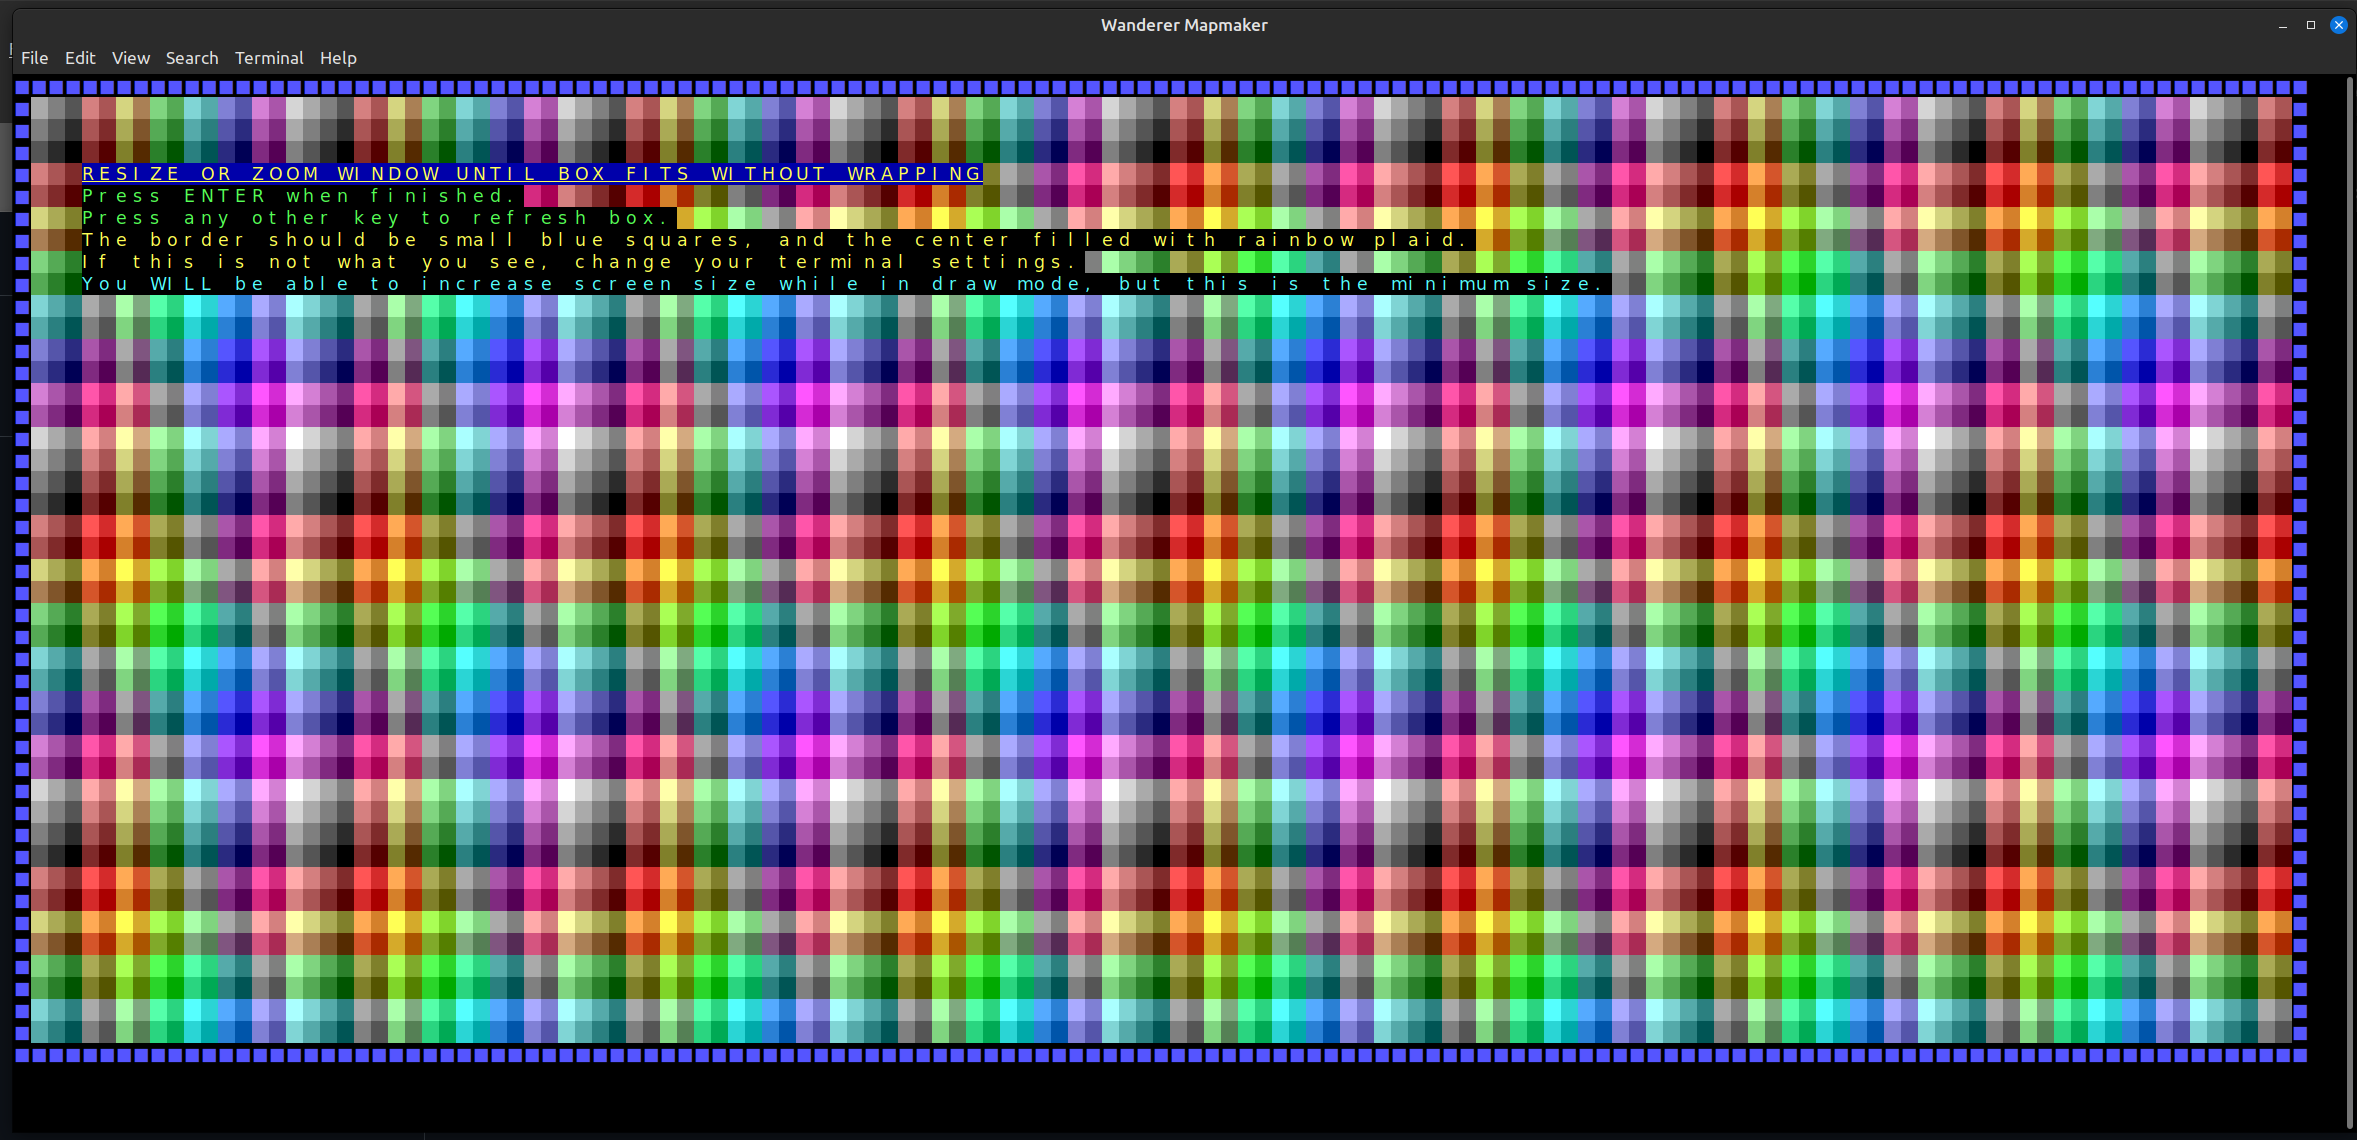 Wanderer Mapmaker
File Edit View Search Terminal Help
RESIZE OR ZOOM WINDOW UNTIL BOX FITS WITHOUT WRAPPING
Press ENTER when finished.
Press any other key to refresh box.
The border should be small blue squares, and the center filled with rainbow plaid.
If this is not what you see, change your terminal settings.
You WILL be able to increase screen size while in draw mode, but this is the minimum size.